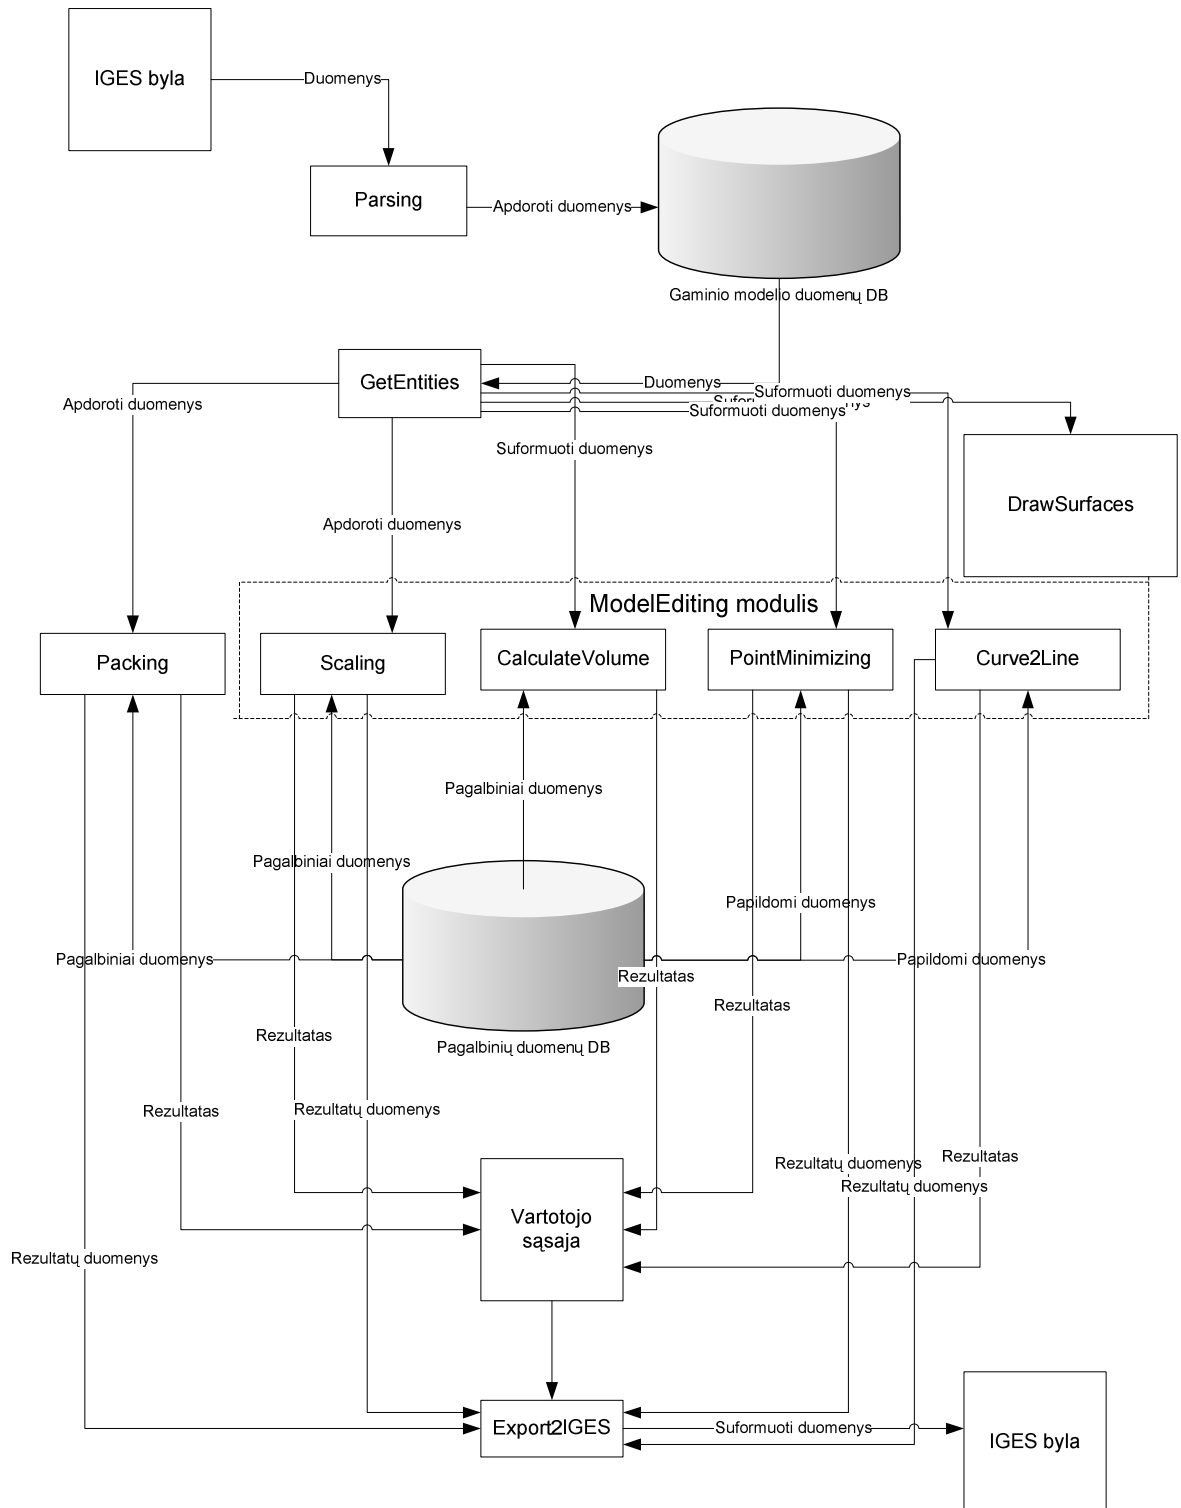 IGES byla
Duomenys
Parsing
Apdoroti duomenys
Gaminio modelio duomenų DB
GetEntities
Duomenys
Suformuoti duomenys
Suformuoti duomenys
Apdoroti duomenys
Suformuoti duomenys
DrawSurfaces
Apdoroti duomenys
ModelEditing modulis
Packing
Scaling
CalculateVolume
PointMinimizing
Curve2Line
Pagalbiniai duomenys
Pagalbiniai duomenys
Papildomi duomenys
Pagalbiniai duomenys
Papildomi duomenys
Rezultatas
Rezultatas
Rezultatas
Pagalbinių duomenų DB
Rezultatas
Rezultatų duomenys
Rezultatas
Rezultatų duomenys
Rezultatų duomenys
Vartotojo
sąsaja
Rezultatų duomenys
Export2IGES
Suformuoti duomenys
IGES byla